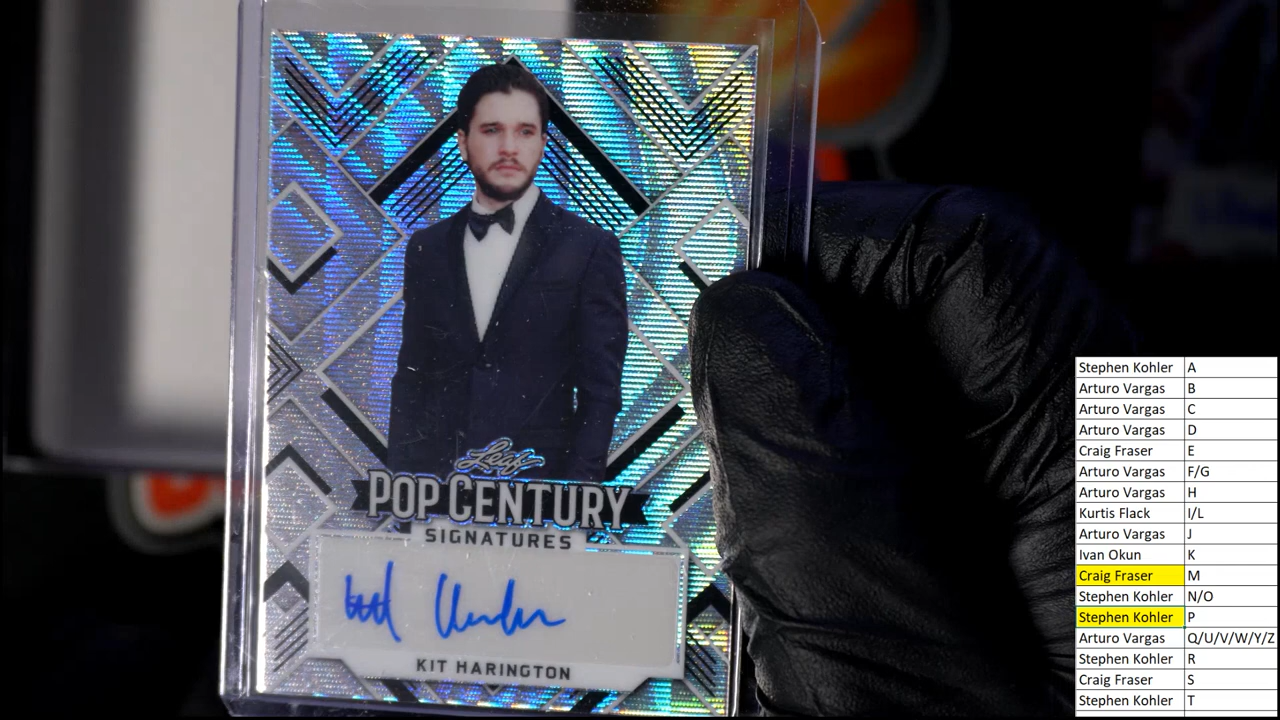 Leaf
POP CENTURY
SIGNATURES
KIT HARINGTON
Stephen Kohler A
Arturo Vargas B
Arturo Vargas C
Arturo Vargas D
Craig Fraser E
Arturo Vargas F/G
Arturo Vargas H
Kurtis Flack I/L
Arturo Vargas J
Ivan Okun K
Craig Fraser M
Stephen Kohler N/O
Stephen Kohler P
Arturo Vargas Q/U/V/W/Y/Z
Stephen Kohler R
Craig Fraser S
Stephen Kohler T